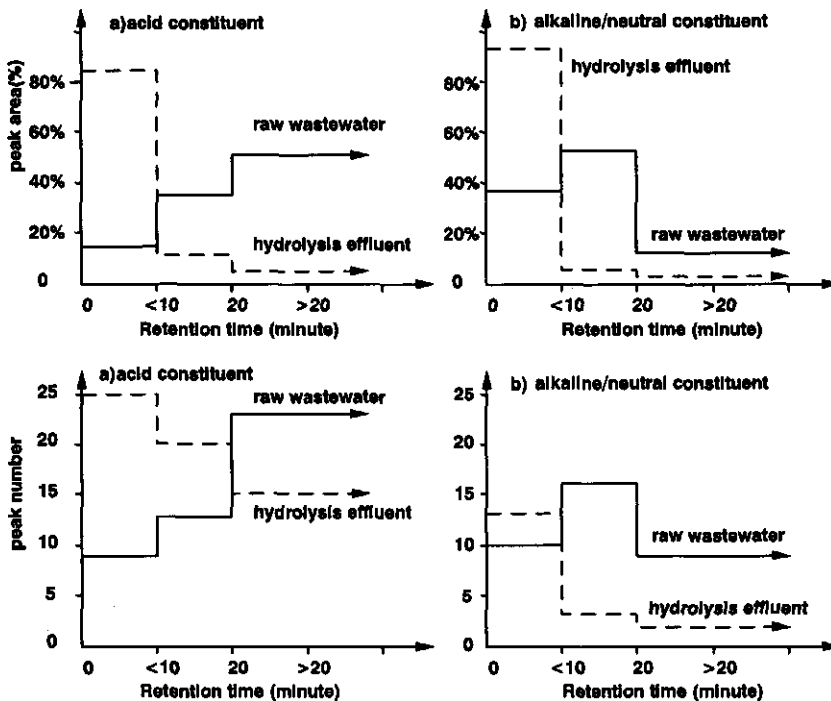 a)acid constituent
peak area(%)
80%
60%
40%
20%
0
raw wastewater
hydrolysis effluent
0 <10 20 >20
Retention time (minute)
b) alkaline/neutral constituent
80%
60%
40%
20%
0
hydrolysis effluent
raw wastewater
0 <10 20 >20
Retention time (minute)
a)acid constituent
peak number
25
20
15
10
5
0
raw wastewater
hydrolysis effluent
0 <10 20 >20
Retention time (minute)
b) alkaline/neutral constituent
25
20
15
10
5
0
raw wastewater
hydrolysis effluent
0 <10 20 >20
Retention time (minute)